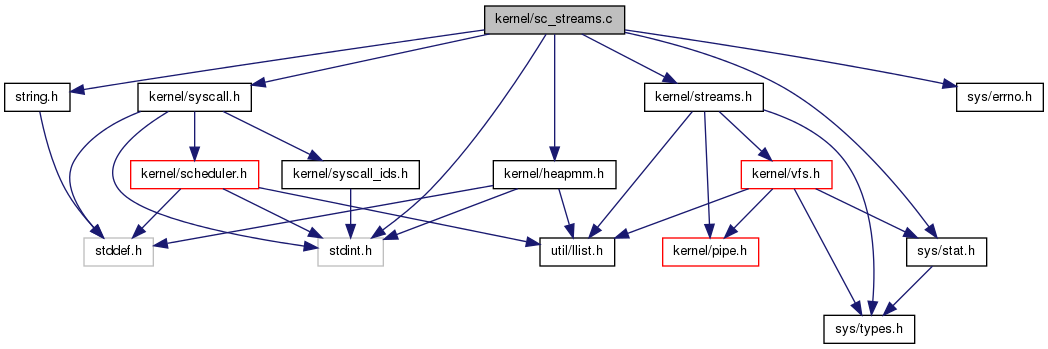 kernel/sc_streams.c
string.h
kernel/syscall.h
kernel/streams.h
sys/errno.h
kernel/scheduler.h
kernel/syscall_ids.h
kernel/heapmm.h
kernel/vfs.h
stddef.h
stdint.h
util/llist.h
kernel/pipe.h
sys/stat.h
sys/types.h